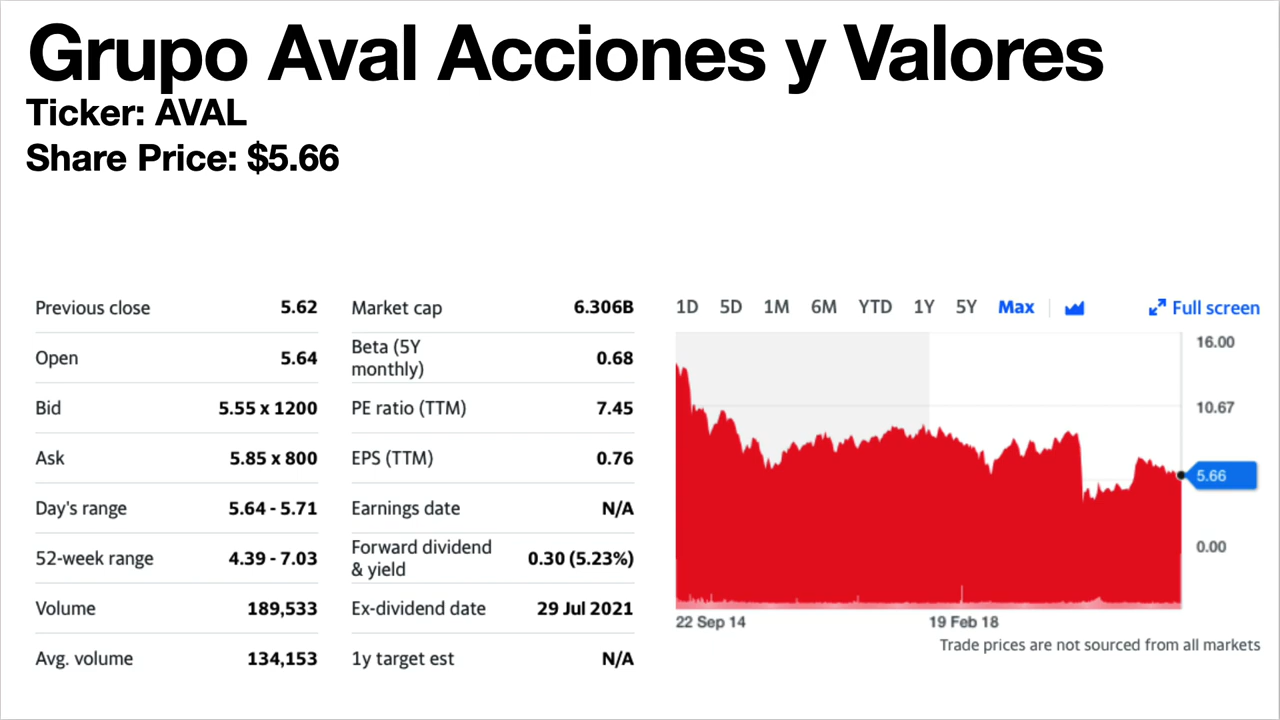 Grupo Aval Acciones y Valores
Ticker: AVAL
Share Price: $5.66
Previous close 5.62
Open 5.64
Bid 5.55 x 1200
Ask 5.85 x 800
Day's range 5.64 - 5.71
52-week range 4.39 - 7.03
Volume 189,533
Avg. volume 134,153
Market cap 6.306B
Beta (5Y
monthly) 0.68
PE ratio (TTM) 7.45
EPS (TTM) 0.76
Earnings date N/A
Forward dividend
& yield 0.30 (5.23%)
Ex-dividend date 29 Jul 2021
1y target est N/A
1D 5D 1M 6M YTD 1Y 5Y Max Full screen
16.00
10.67
5.66
0.00
22 Sep 14 19 Feb 18
Trade prices are not sourced from all markets